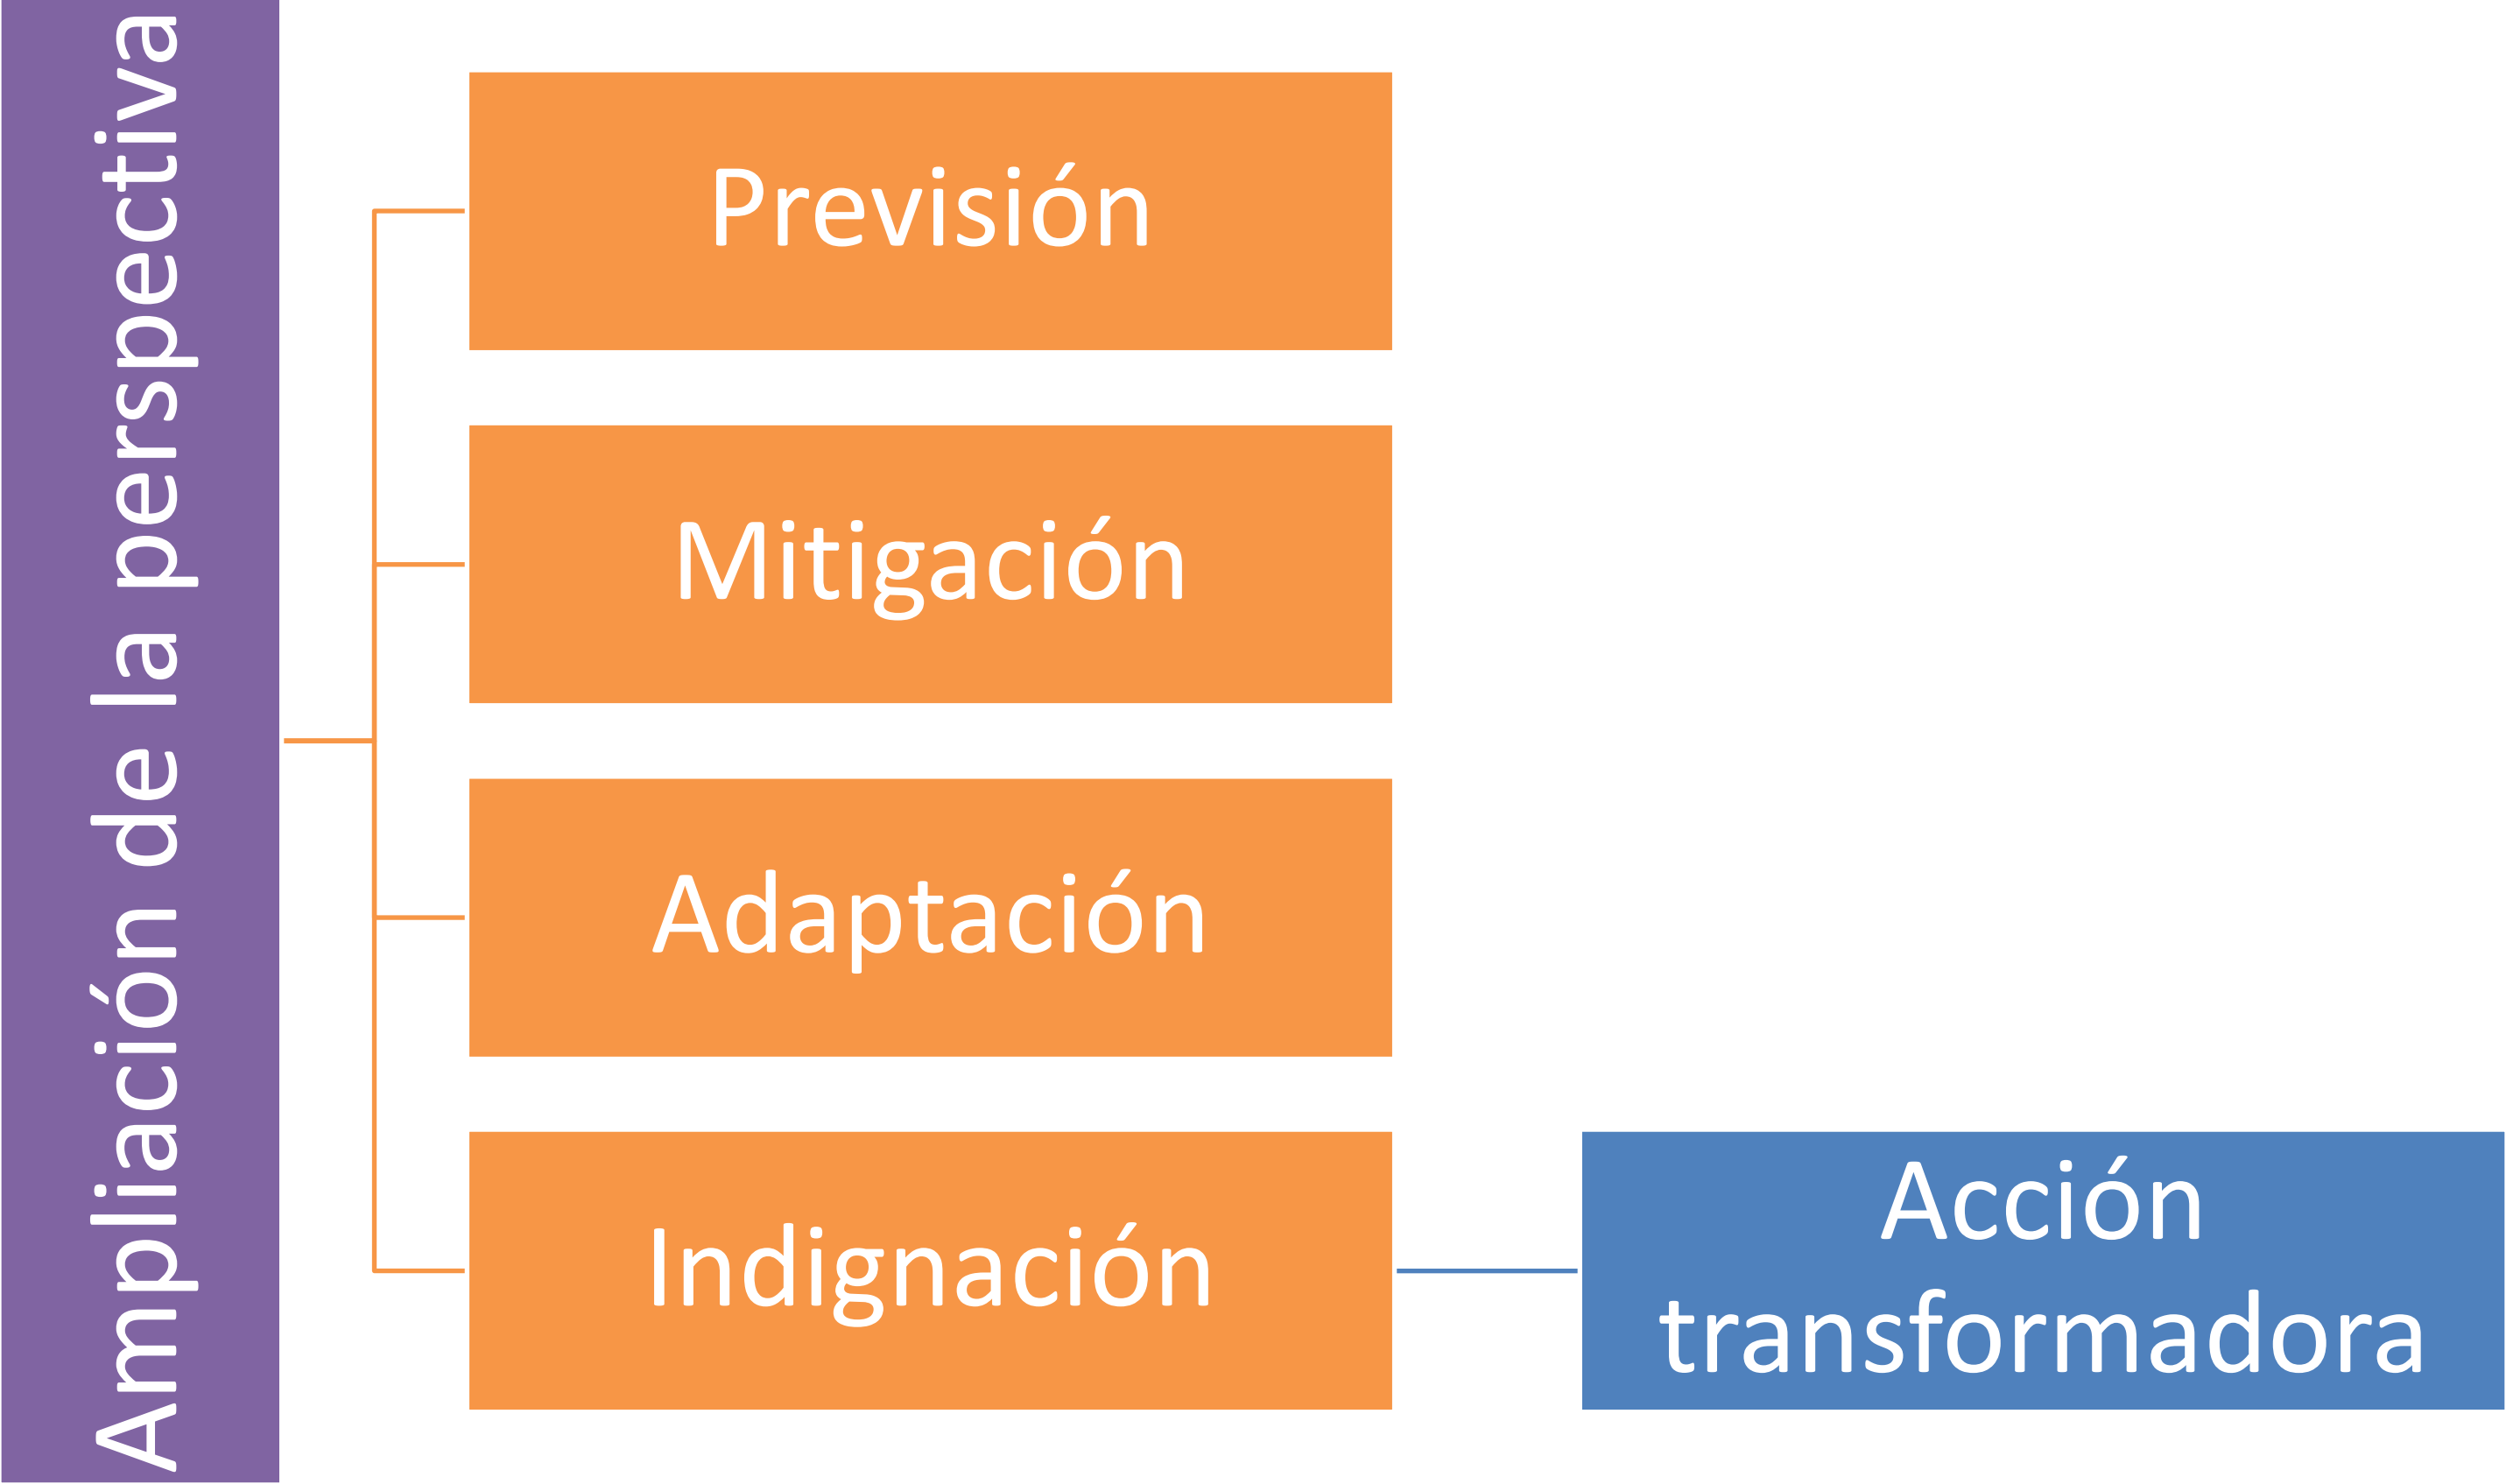 Ampliación de la perspectiva
Previsión
Mitigación
Adaptación
Indignación
Acción
transformadora